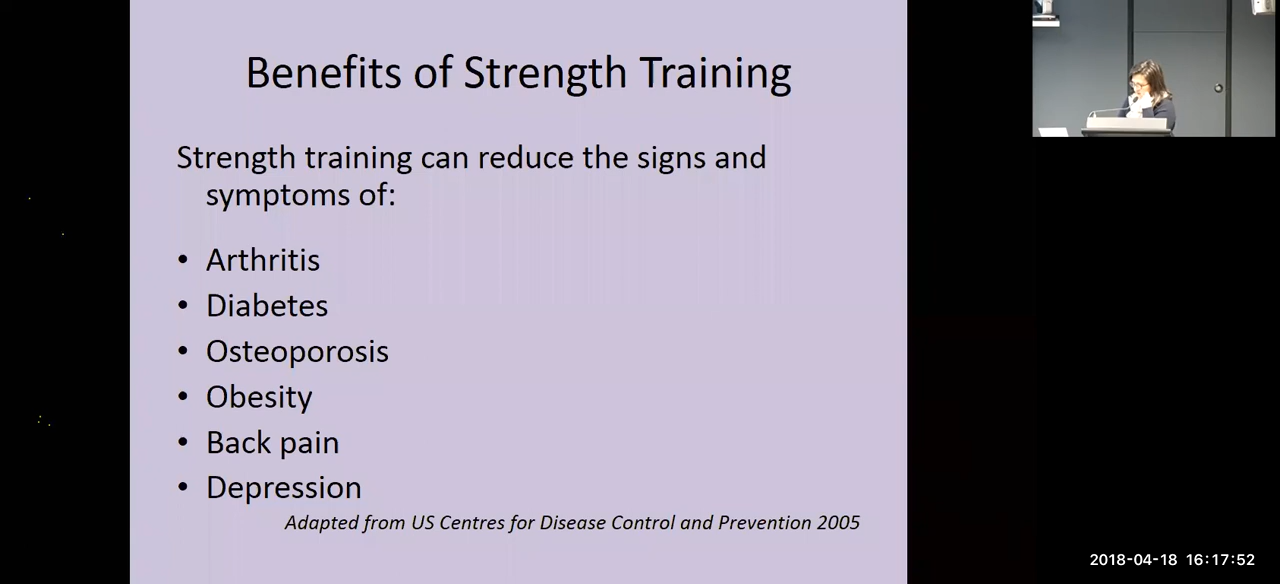 Benefits of Strength Training
Strength training can reduce the signs and
symptoms of:
• Arthritis
• Diabetes
• Osteoporosis
• Obesity
• Back pain
• Depression
Adapted from US Centres for Disease Control and Prevention 2005
2018-04-18 16:17:52